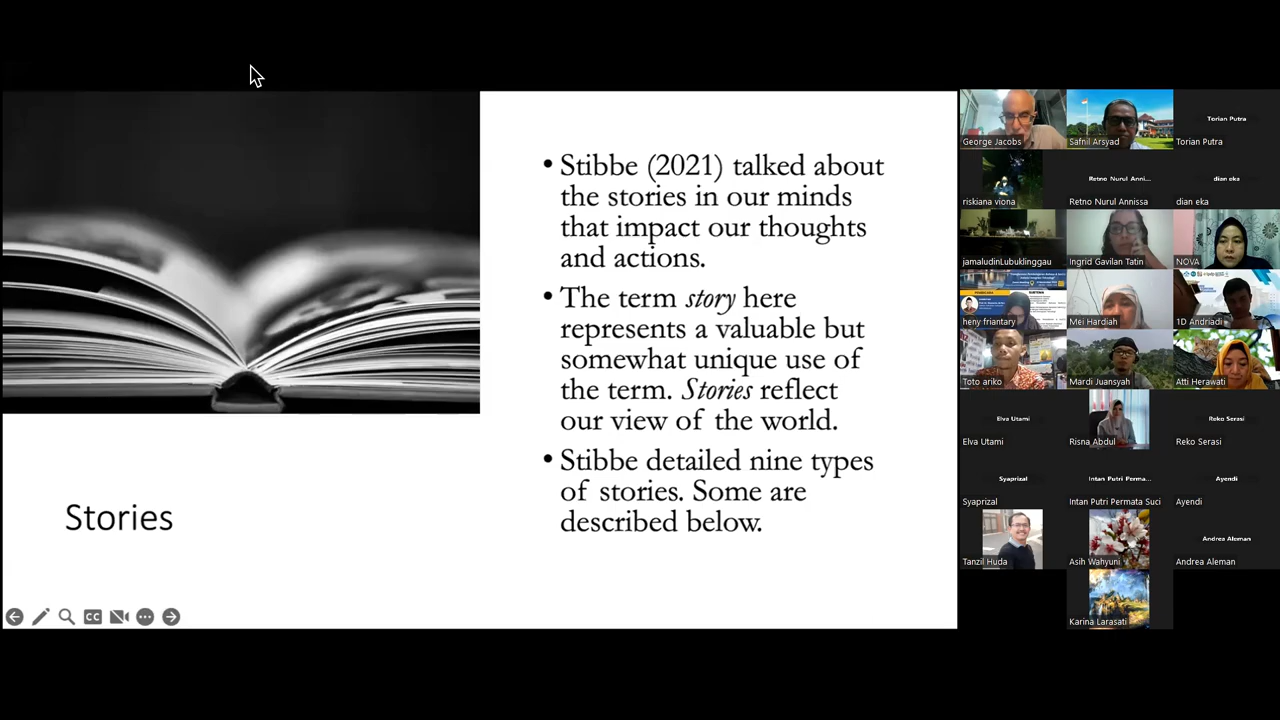 • Stibbe (2021) talked about
the stories in our minds
that impact our thoughts
and actions.
• The term story here
represents a valuable but
somewhat unique use of
the term. Stories reflect
our view of the world.
• Stibbe detailed nine types
of stories. Some are
described below.
Stories
CC
George Jacobs
Safnil Arsyad
Torian Putra
Torian Putra
riskiana viona
Retno Nurul Anni...
Retno Nurul Annissa
dian eka
dian eka
jamaludinLubuklinggau
Ingrid Gavilan Tatin
NOVA
heny friantary
Mei Hardiah
1D Andriadi
Toto ariko
Mardi Juansyah
Atti Herawati
Elva Utami
Elva Utami
Risna Abdul
Reko Serasi
Reko Serasi
Syaprizal
Syaprizal
Intan Putri Perma...
Intan Putri Permata Suci
Ayendi
Ayendi
Tanzil Huda
Asih Wahyuni
Andrea Aleman
Andrea Aleman
Karina Larasati